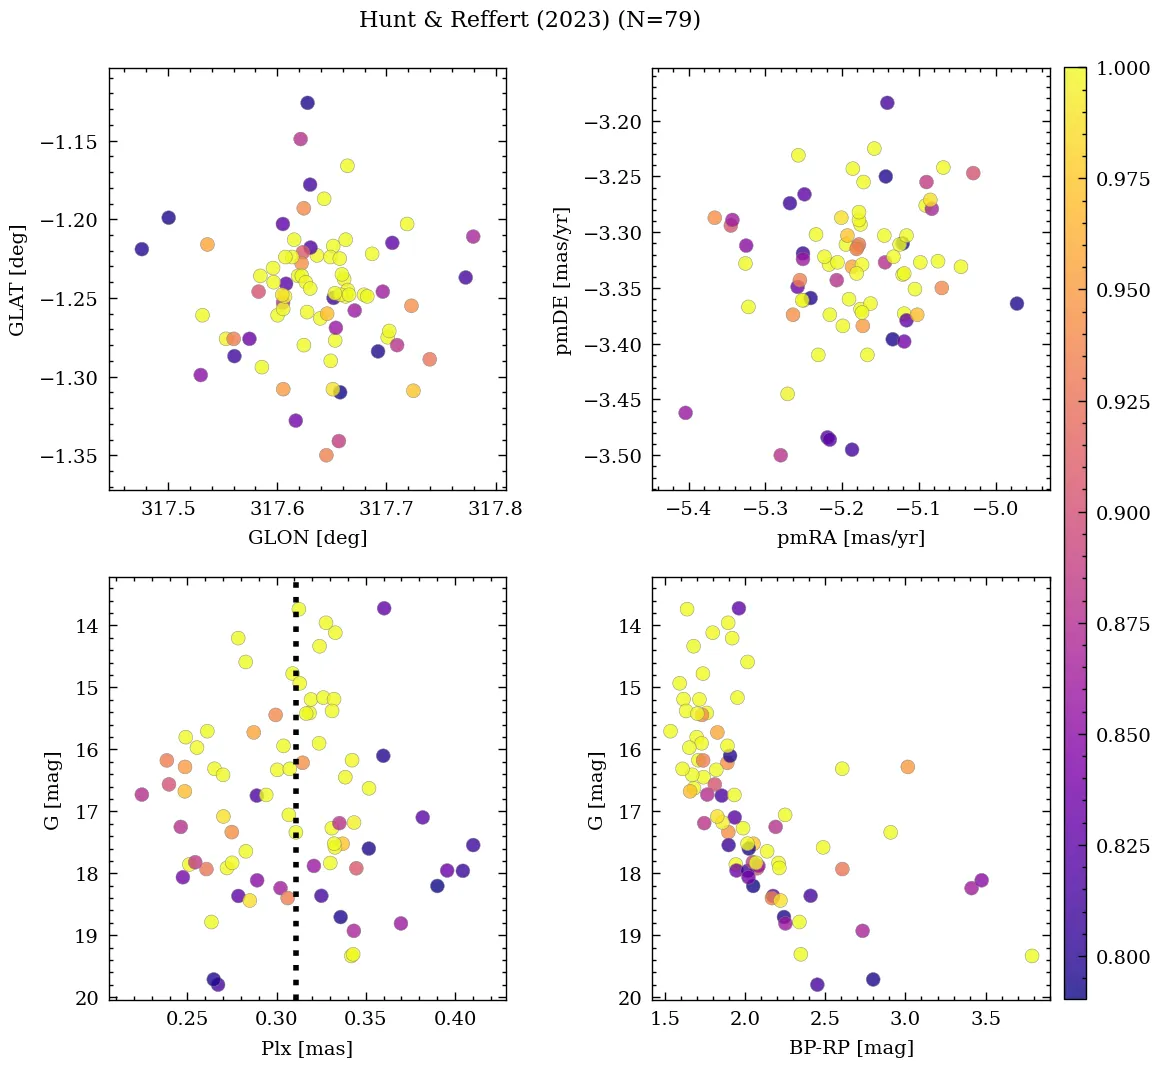 Hunt & Reffert (2023) (N=79)
−1.15
−1.20
−1.25
−1.30
−1.35
GLAT [deg]
317.5 317.6 317.7 317.8
GLON [deg]
−3.20
−3.25
−3.30
−3.35
−3.40
−3.45
−3.50
pmDE [mas/yr]
−5.4 −5.3 −5.2 −5.1 −5.0
pmRA [mas/yr]
14
15
16
17
18
19
20
G [mag]
0.25 0.30 0.35 0.40
Plx [mas]
14
15
16
17
18
19
20
G [mag]
1.5 2.0 2.5 3.0 3.5
BP-RP [mag]
1.000
0.975
0.950
0.925
0.900
0.875
0.850
0.825
0.800